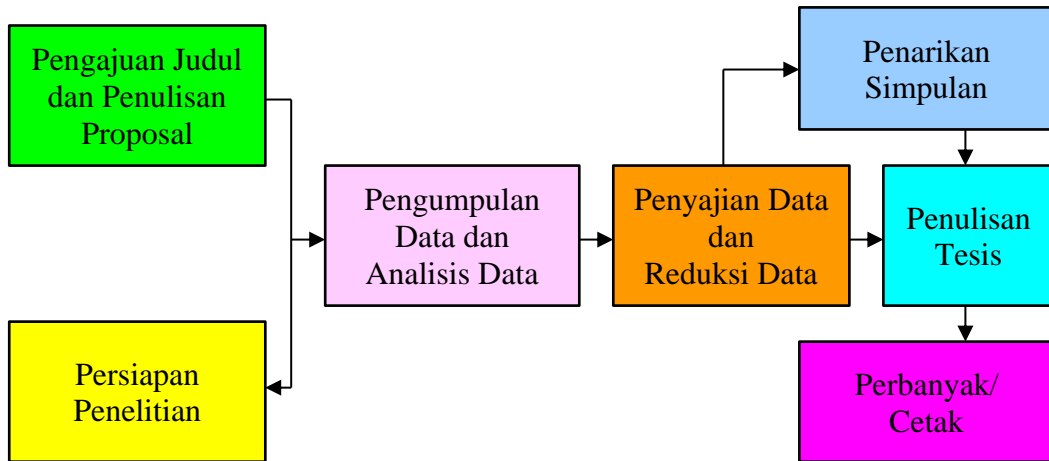 Pengajuan Judul
dan Penulisan
Proposal
Persiapan
Penelitian
Pengumpulan
Data dan
Analisis Data
Penyajian Data
dan
Reduksi Data
Penarikan
Simpulan
Penulisan
Tesis
Perbanyak/
Cetak